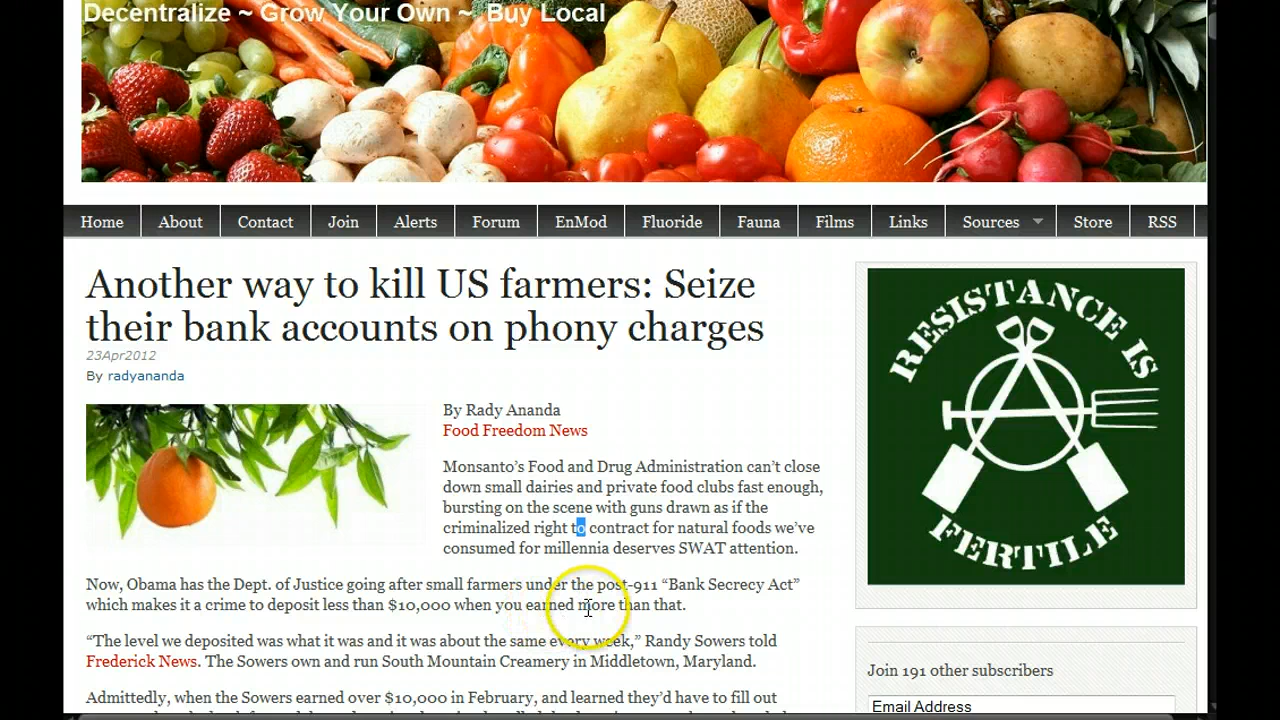 Decentralize ~ Grow Your Own ~ Buy Local
Home About Contact Join Alerts Forum EnMod Fluoride Fauna Films Links Sources Store RSS
Another way to kill US farmers: Seize
their bank accounts on phony charges
23Apr2012
By radyananda
By Rady Ananda
Food Freedom News
Monsanto's Food and Drug Administration can't close
down small dairies and private food clubs fast enough,
bursting on the scene with guns drawn as if the
criminalized right to contract for natural foods we've
consumed for millennia deserves SWAT attention.
Now, Obama has the Dept. of Justice going after small farmers under the post-911 “Bank Secrecy Act”
which makes it a crime to deposit less than $10,000 when you earned more than that.
“The level we deposited was what it was and it was about the same every week,” Randy Sowers told
Frederick News. The Sowers own and run South Mountain Creamery in Middletown, Maryland.
Admittedly, when the Sowers earned over $10,000 in February, and learned they'd have to fill out
RESISTANCE IS
FERTILE
Join 191 other subscribers
Email Address